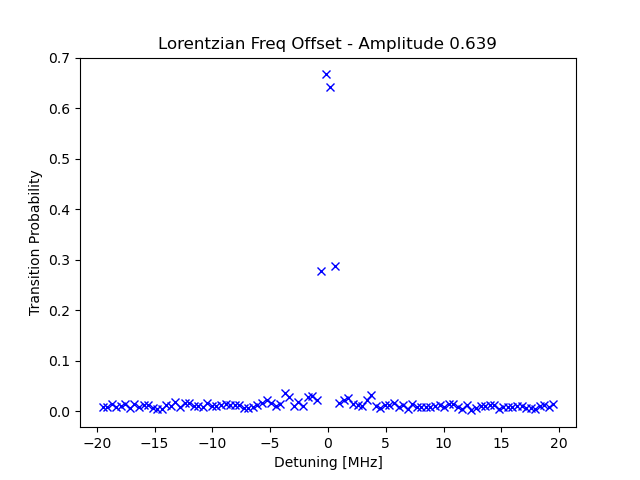 Lorentzian Freq Offset - Amplitude 0.639
Transition Probability
0.7
0.6
0.5
0.4
0.3
0.2
0.1
0.0
−20 −15 −10 −5 0 5 10 15 20
Detuning [MHz]